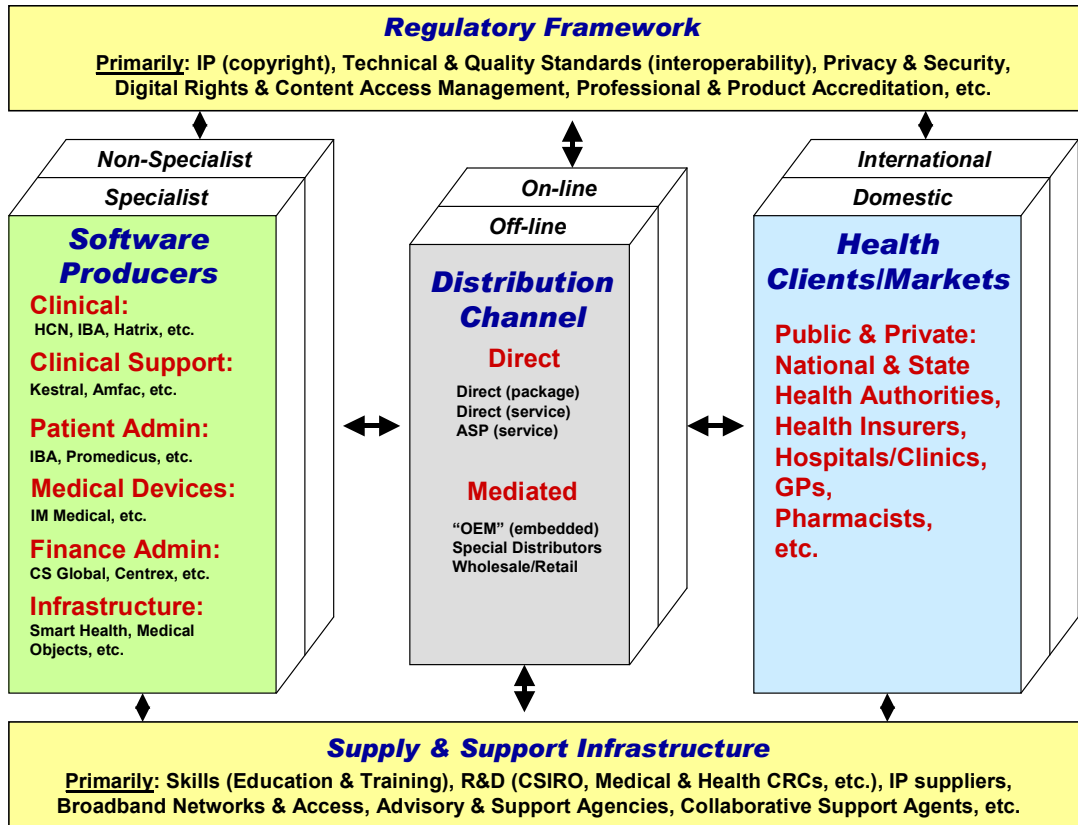 Regulatory Framework
Primarily: IP (copyright), Technical & Quality Standards (interoperability), Privacy & Security,
Digital Rights & Content Access Management, Professional & Product Accreditation, etc.
Non-Specialist
Specialist
Software
Producers
Clinical:
HCN, IBA, Hatrix, etc.
Clinical Support:
Kestral, Amfac, etc.
Patient Admin:
IBA, Promedicus, etc.
Medical Devices:
IM Medical, etc.
Finance Admin:
CS Global, Centrex, etc.
Infrastructure:
Smart Health, Medical
Objects, etc.
On-line
Off-line
Distribution
Channel
Direct
Direct (package)
Direct (service)
ASP (service)
Mediated
“OEM” (embedded)
Special Distributors
Wholesale/Retail
International
Domestic
Health
Clients/Markets
Public & Private:
National & State
Health Authorities,
Health Insurers,
Hospitals/Clinics,
GPs,
Pharmacists,
etc.
Supply & Support Infrastructure
Primarily: Skills (Education & Training), R&D (CSIRO, Medical & Health CRCs, etc.), IP suppliers,
Broadband Networks & Access, Advisory & Support Agencies, Collaborative Support Agents, etc.